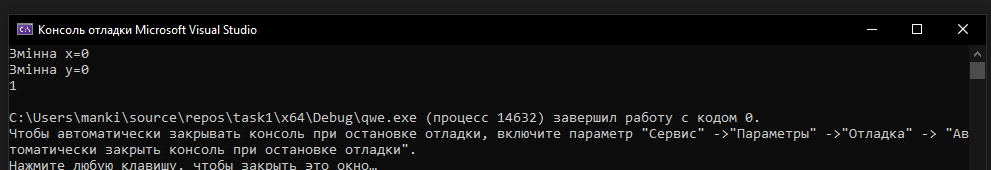 Консоль отладки Microsoft Visual Studio
Змінна x=0
Змінна y=0
1
C:\Users\manki\source\repos\task1\x64\Debug\qwe.exe (процесс 14632) завершил работу с кодом 0.
Чтобы автоматически закрывать консоль при остановке отладки, включите параметр "Сервис" ->"Параметры" ->"Отладка" -> "Ав
томатически закрыть консоль при остановке отладки".
Нажмите любую клавишу, чтобы закрыть это окно…